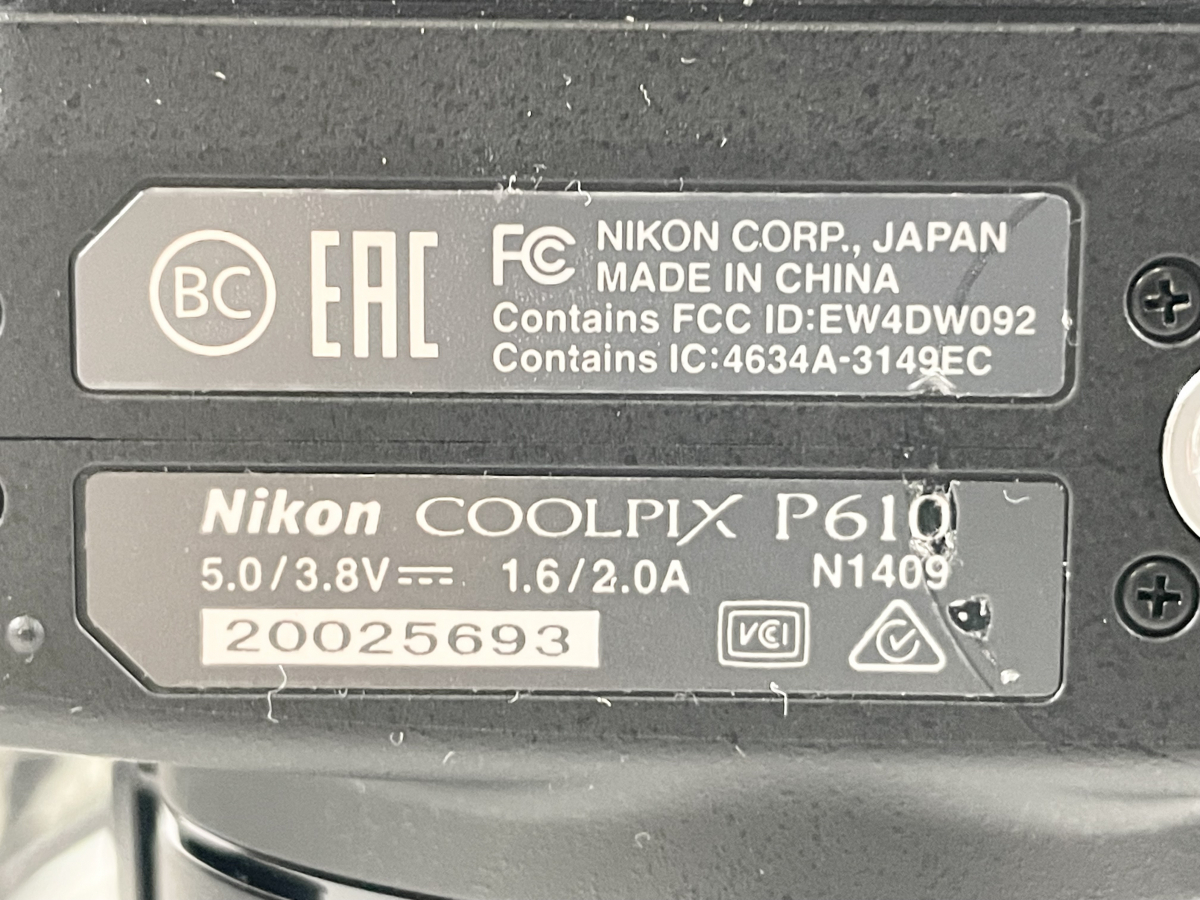 BC EAC FC NIKON CORP., JAPAN
MADE IN CHINA
Contains FCC ID:EW4DW092
Contains IC:4634A-3149EC
Nikon COOLPIX P610
5.0/3.8V⎓ 1.6/2.0A N1409
20025693 VCI